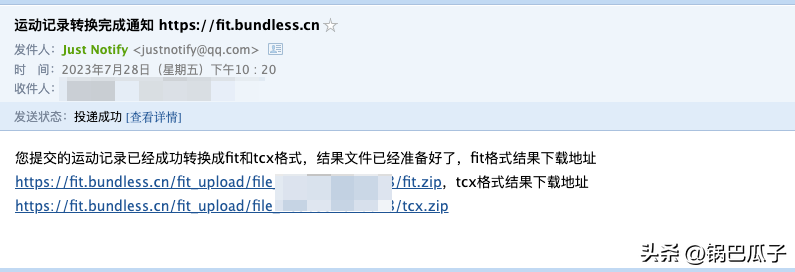 运动记录转换完成通知 https://fit.bundless.cn☆
发件人：Just Notify <justnotify@qq.com>
时　间：2023年7月28日（星期五）下午10：20
收件人：
发送状态：投递成功 [查看详情]
您提交的运动记录已经成功转换成fit和tcx格式，结果文件已经准备好了，fit格式结果下载地址
https://fit.bundless.cn/fit_upload/file_ 3/fit.zip，tcx格式结果下载地址
https://fit.bundless.cn/fit_upload/file_ 3/tcx.zip
头条 @锅巴瓜子